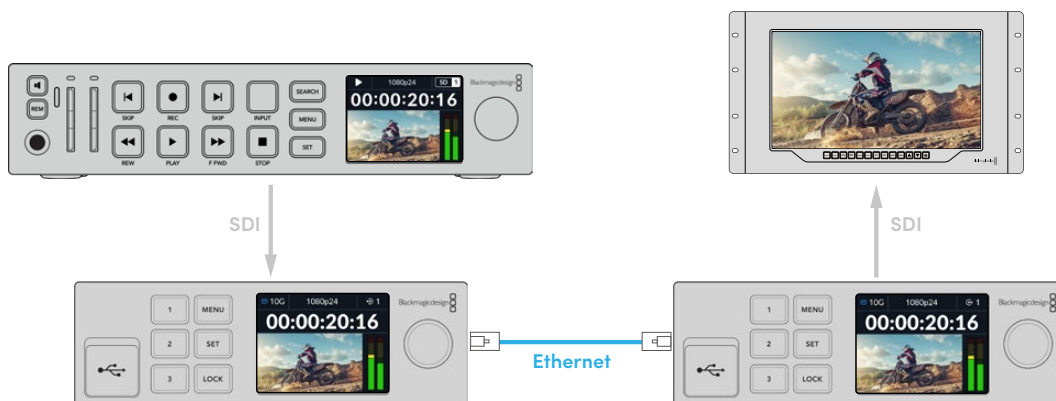 1080p24
SD 1
Blackmagicdesign
00:00:20:16
REM
SKIP
REC
SKIP
INPUT
SEARCH
MENU
SET
REW
PLAY
F FWD
STOP
SDI
SDI
10G
1080p24
1
Blackmagicdesign
1
MENU
00:00:20:16
2
SET
3
LOCK
Ethernet
10G
1080p24
1
Blackmagicdesign
1
MENU
00:00:20:16
2
SET
3
LOCK